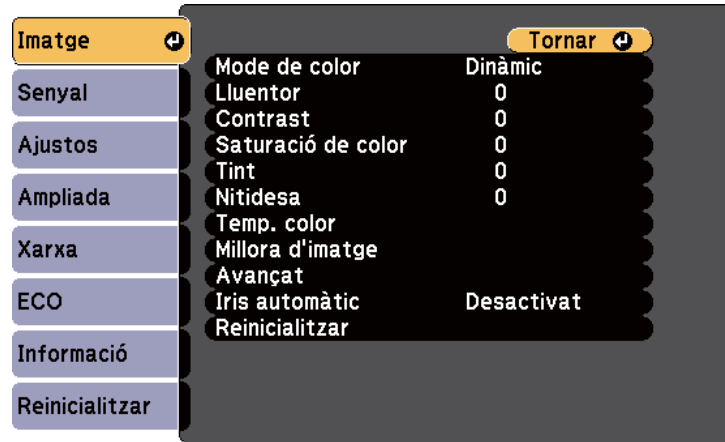 Imatge
Senyal
Ajustos
Ampliada
Xarxa
ECO
Informació
Reinicialitzar
Tornar
Mode de color Dinàmic
Lluentor 0
Contrast 0
Saturació de color 0
Tint 0
Nitidesa 0
Temp. color
Millora d'imatge
Avançat
Iris automàtic Desactivat
Reinicialitzar